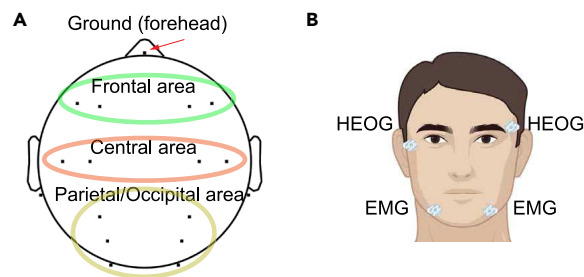 A
Ground (forehead)
Frontal area
Central area
Parietal/Occipital area
B
HEOG
HEOG
EMG
EMG